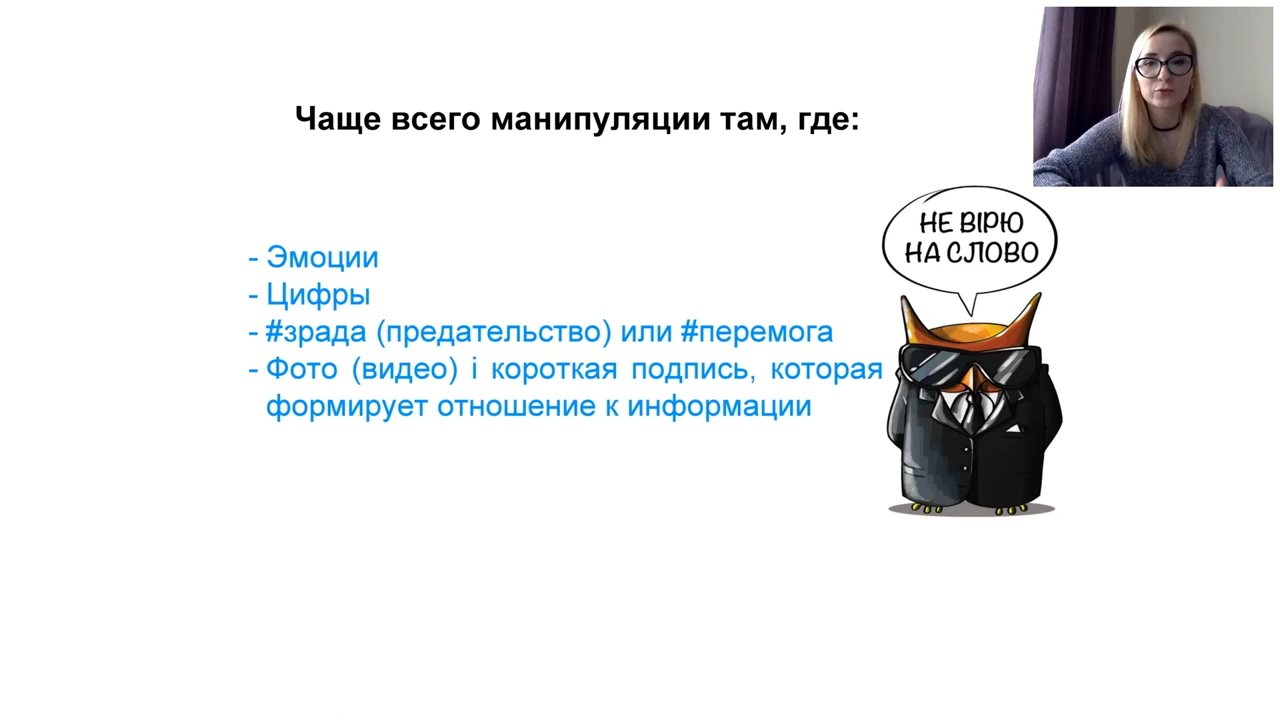 Чаще всего манипуляции там, где:
НЕ ВІРЮ
НА СЛОВО
- Эмоции
- Цифры
- #зрада (предательство) или #перемога
- Фото (видео) і короткая подпись, которая
формирует отношение к информации